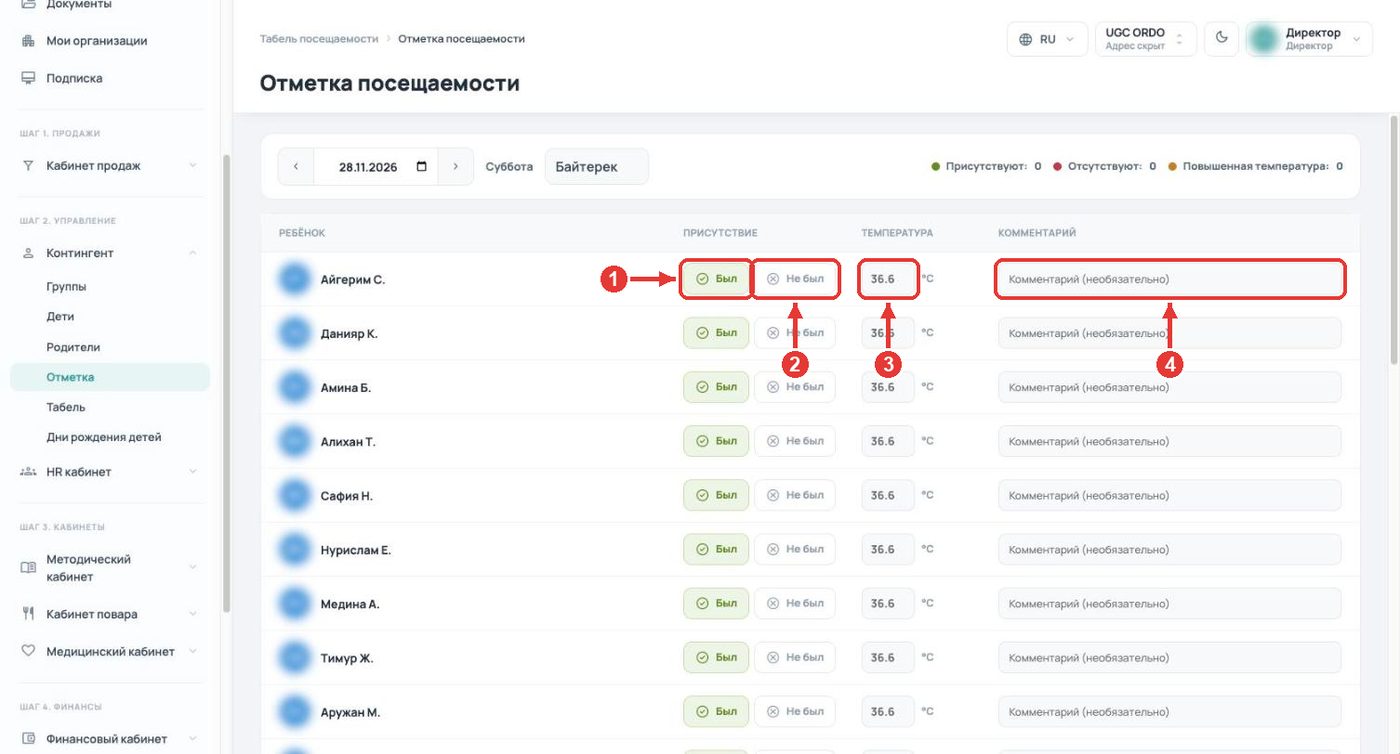 Документы
Мои организации
Подписка
ШАГ 1. ПРОДАЖИ
Кабинет продаж
ШАГ 2. УПРАВЛЕНИЕ
Контингент
Группы
Дети
Родители
Отметка
Табель
Дни рождения детей
HR кабинет
ШАГ 3. КАБИНЕТЫ
Методический
кабинет
Кабинет повара
Медицинский кабинет
ШАГ 4. ФИНАНСЫ
Финансовый кабинет
Табель посещаемости > Отметка посещаемости
RU
UGC ORDO
Адрес скрыт
Директор
Директор
Отметка посещаемости
28.11.2026 Суббота Байтерек
Присутствуют: 0 Отсутствуют: 0 Повышенная температура: 0
РЕБЁНОК ПРИСУТСТВИЕ ТЕМПЕРАТУРА КОММЕНТАРИЙ
Айгерим С. 1 Был Не был 36.6 °C Комментарий (необязательно)
Данияр К. Был Не был 36.6 °C Комментарий (необязательно)
2 3 4
Амина Б. Был Не был 36.6 °C Комментарий (необязательно)
Алихан Т. Был Не был 36.6 °C Комментарий (необязательно)
Сафия Н. Был Не был 36.6 °C Комментарий (необязательно)
Нурислам Е. Был Не был 36.6 °C Комментарий (необязательно)
Медина А. Был Не был 36.6 °C Комментарий (необязательно)
Тимур Ж. Был Не был 36.6 °C Комментарий (необязательно)
Аружан М. Был Не был 36.6 °C Комментарий (необязательно)